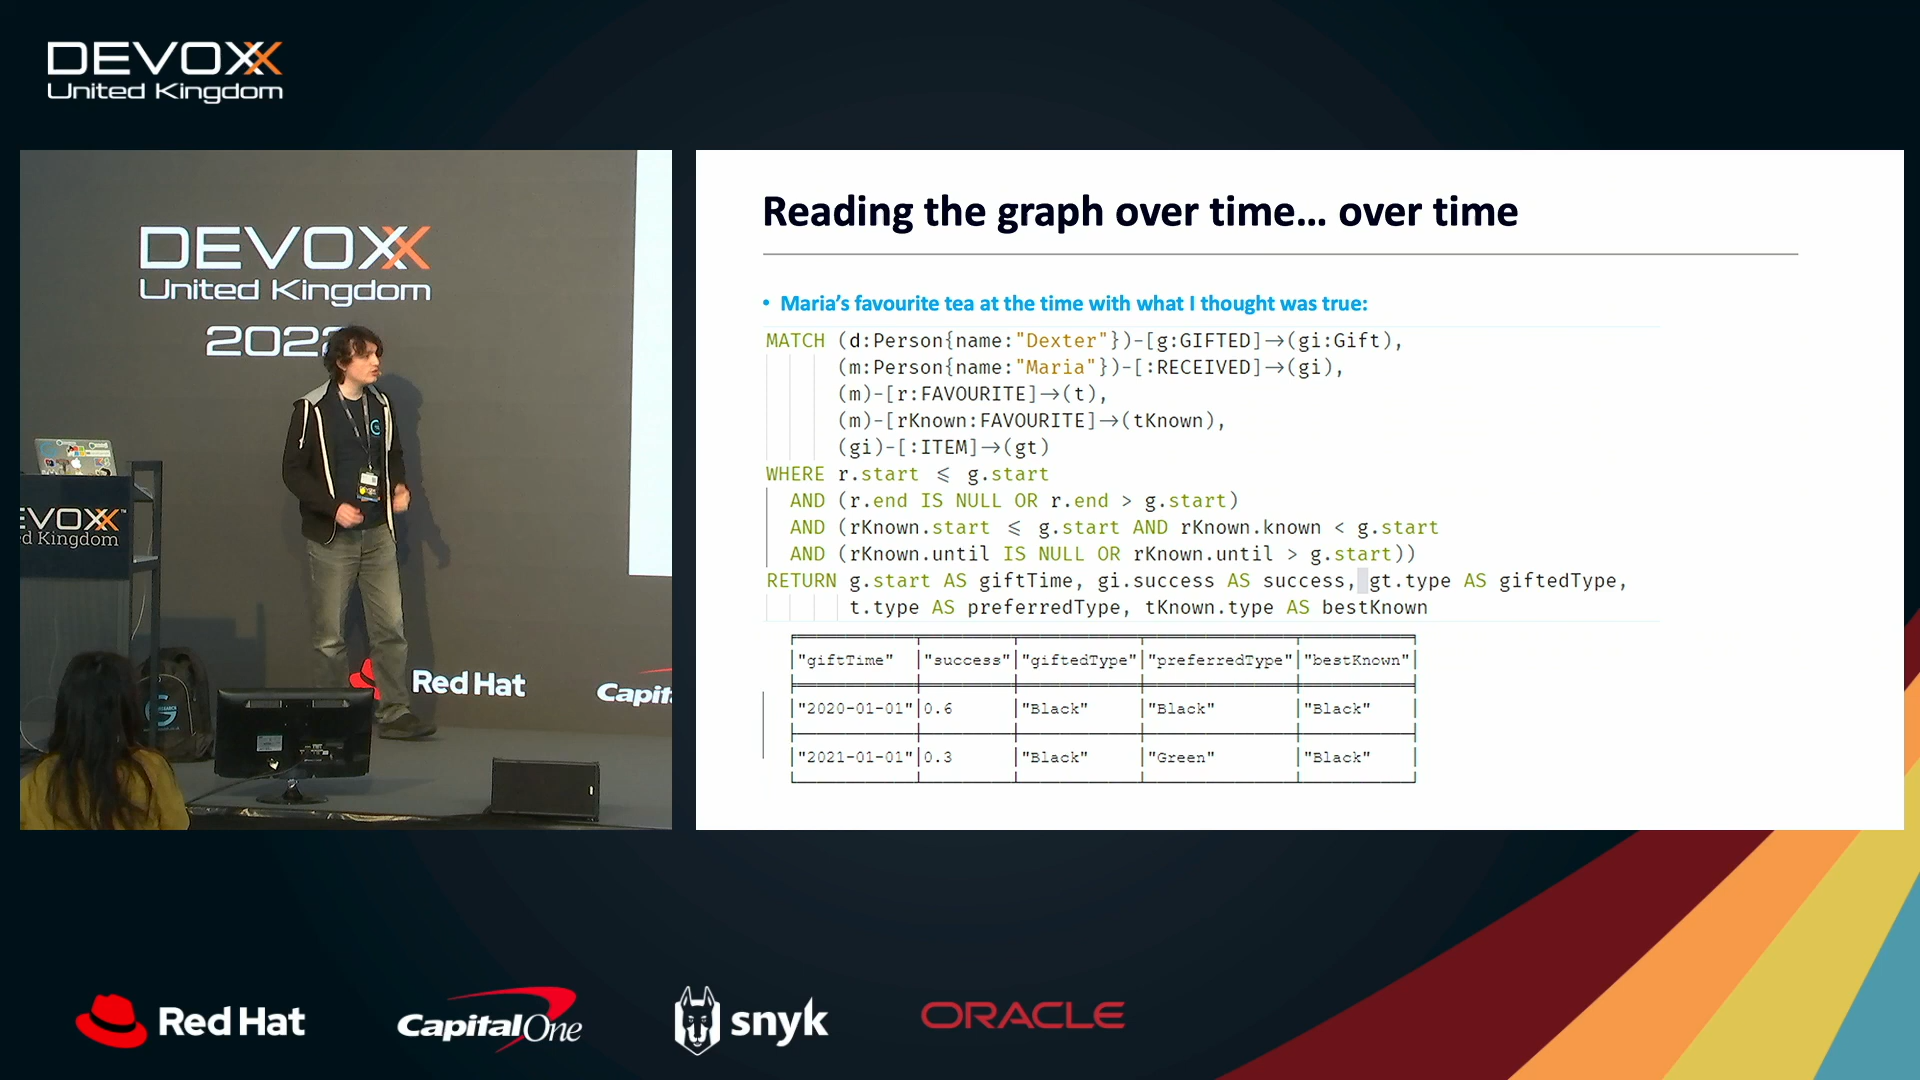 DEVOXX
United Kingdom
DEVOXX
United Kingdom
2022
EVOXX™
d Kingdom
Red Hat
Capit
Reading the graph over time... over time
• Maria's favourite tea at the time with what I thought was true:
MATCH (d:Person{name:"Dexter"})-[g:GIFTED]→(gi:Gift),
(m:Person{name:"Maria"})-[:RECEIVED]→(gi),
(m)-[r:FAVOURITE]→(t),
(m)-[rKnown:FAVOURITE]→(tKnown),
(gi)-[:ITEM]→(gt)
WHERE r.start ⩽ g.start
AND (r.end IS NULL OR r.end > g.start)
AND (rKnown.start ⩽ g.start AND rKnown.known < g.start
AND (rKnown.until IS NULL OR rKnown.until > g.start))
RETURN g.start AS giftTime, gi.success AS success, gt.type AS giftedType,
t.type AS preferredType, tKnown.type AS bestKnown
"giftTime" "success" "giftedType" "preferredType" "bestKnown"
"2020-01-01" 0.6 "Black" "Black" "Black"
"2021-01-01" 0.3 "Black" "Green" "Black"
Red Hat
Capital One
snyk
ORACLE